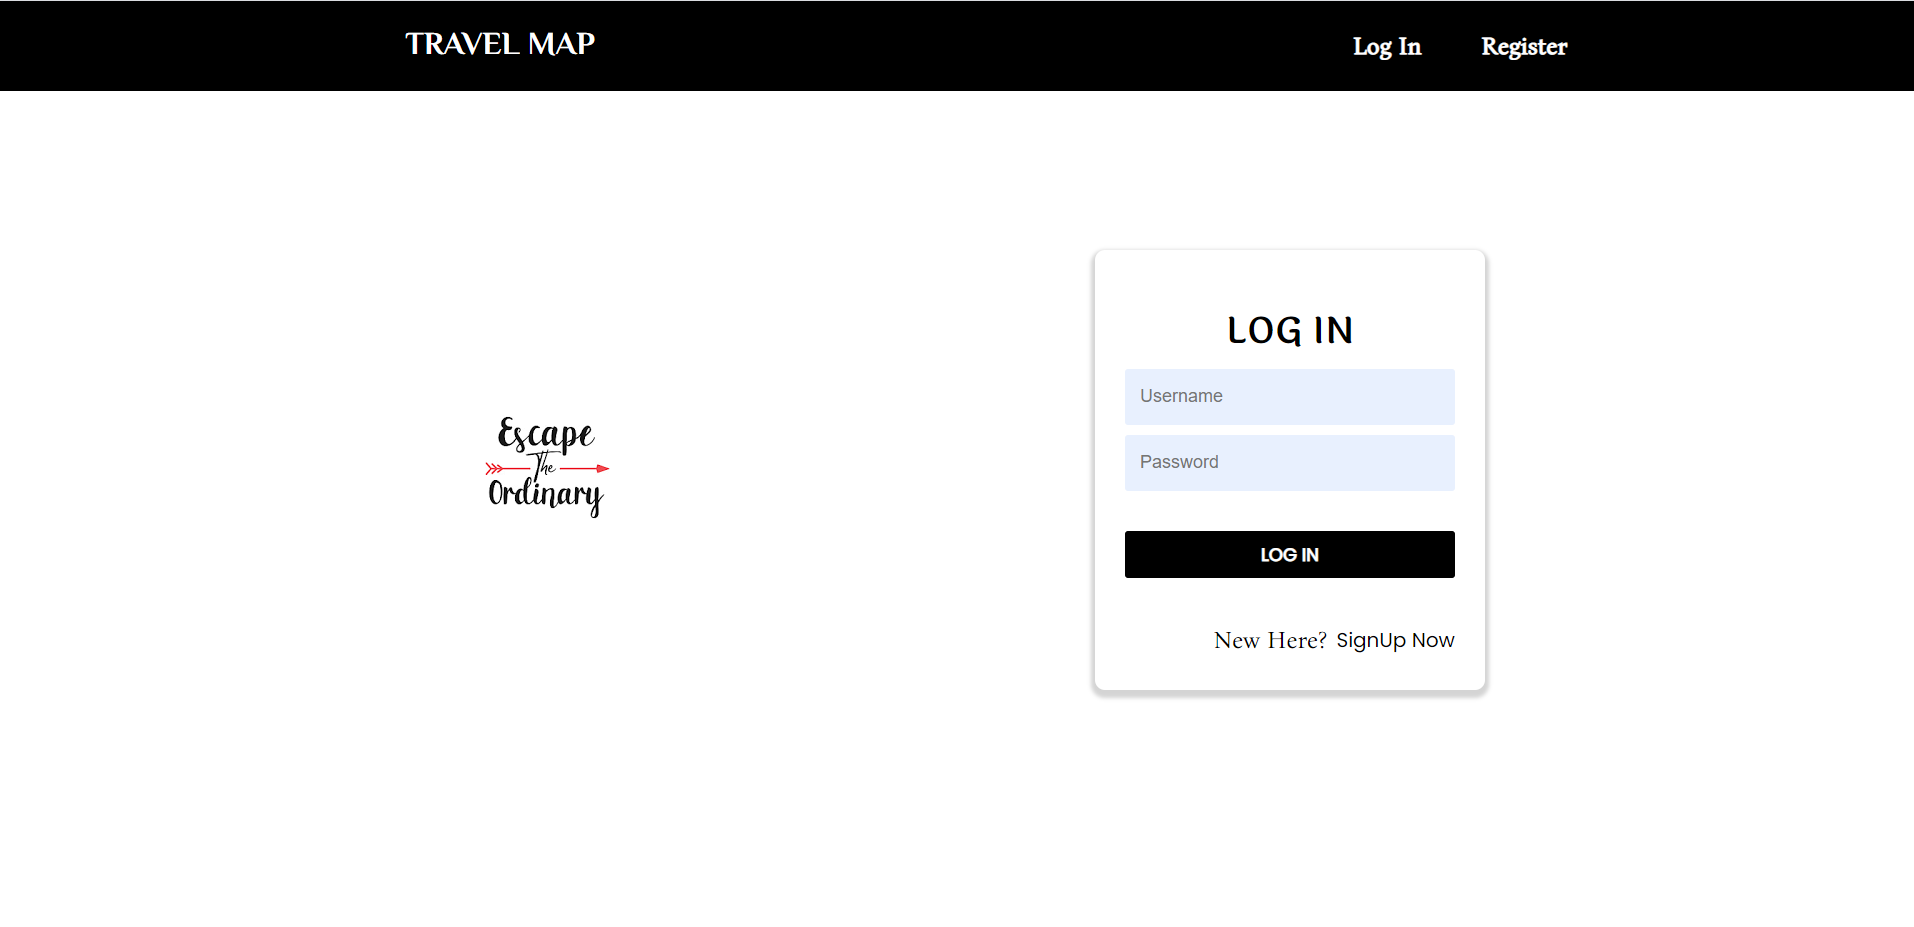 TRAVEL MAP
Log In
Register
Escape
The
Ordinary
LOG IN
Username
Password
LOG IN
New Here? SignUp Now